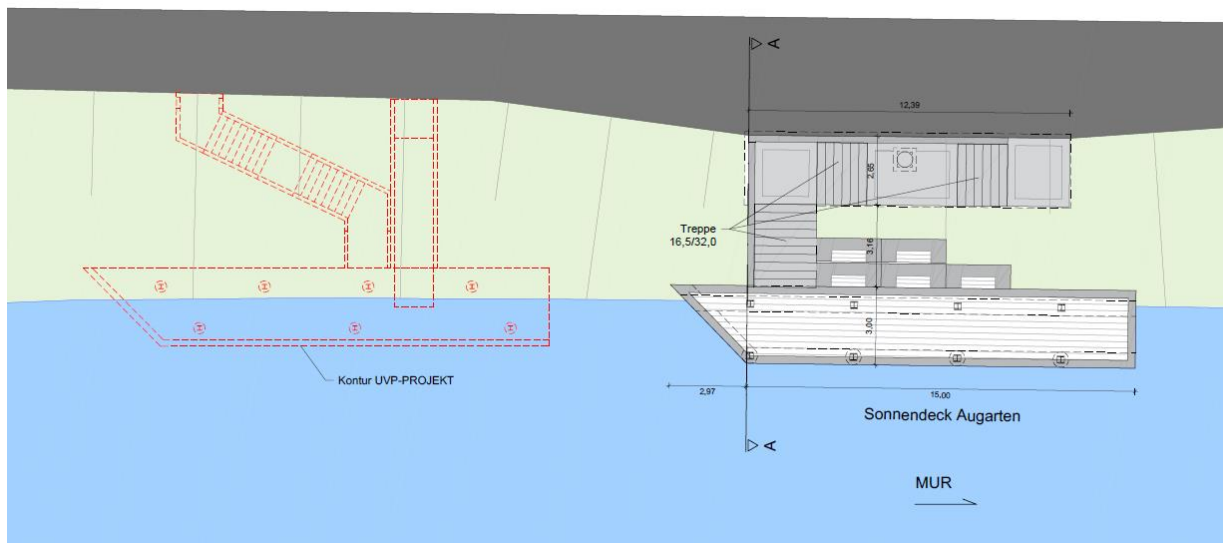 A
12,39
2,65
Treppe
16,5/32,0
3,16
3,00
Kontur UVP-PROJEKT
2,97
15,00
Sonnendeck Augarten
A
MUR